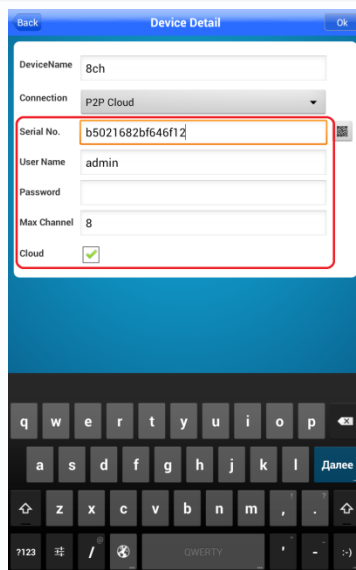 Back Device Detail Ok
DeviceName 8ch
Connection P2P Cloud
Serial No. b5021682bf646f12
User Name admin
Password
Max Channel 8
Cloud
q w e r t y u i o p
a s d f g h j k l Далее
z x c v b n m , ! . ?
?123 / @ QWERTY ' " - _ :-)